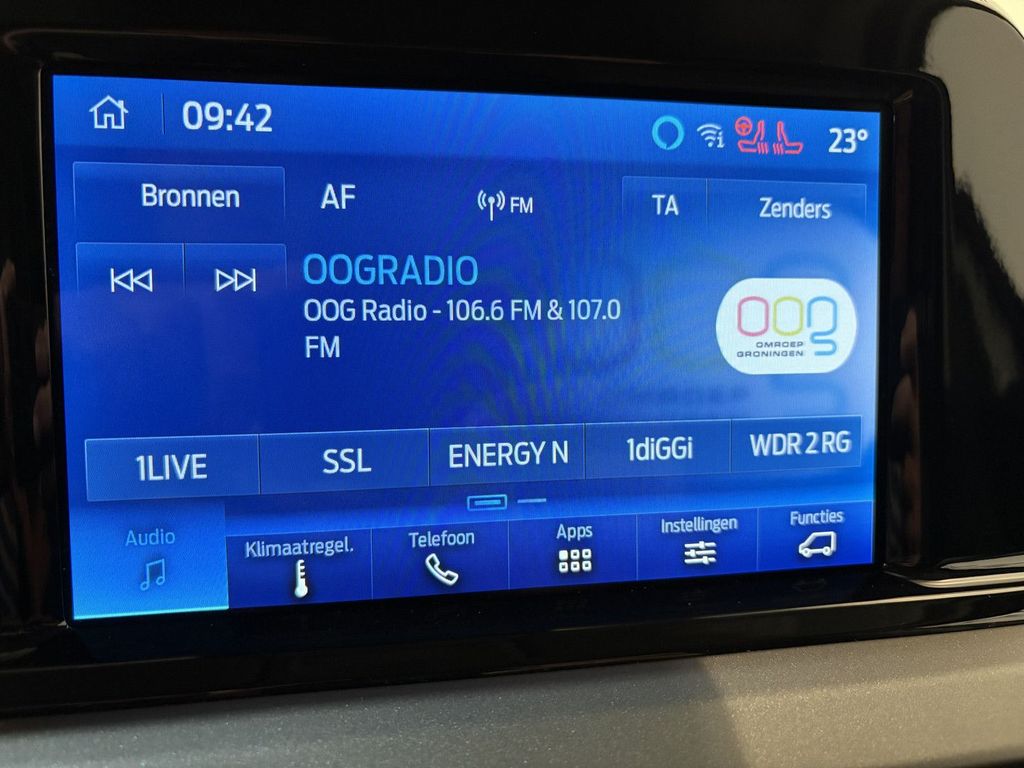 09:42
23°
Bronnen
AF
FM
TA
Zenders
OOGRADIO
OOG Radio - 106.6 FM & 107.0
FM
oog
OMROEP
GRONINGEN
1LIVE
SSL
ENERGY N
1diGGi
WDR 2 RG
Audio
Klimaatregel.
Telefoon
Apps
Instellingen
Functies